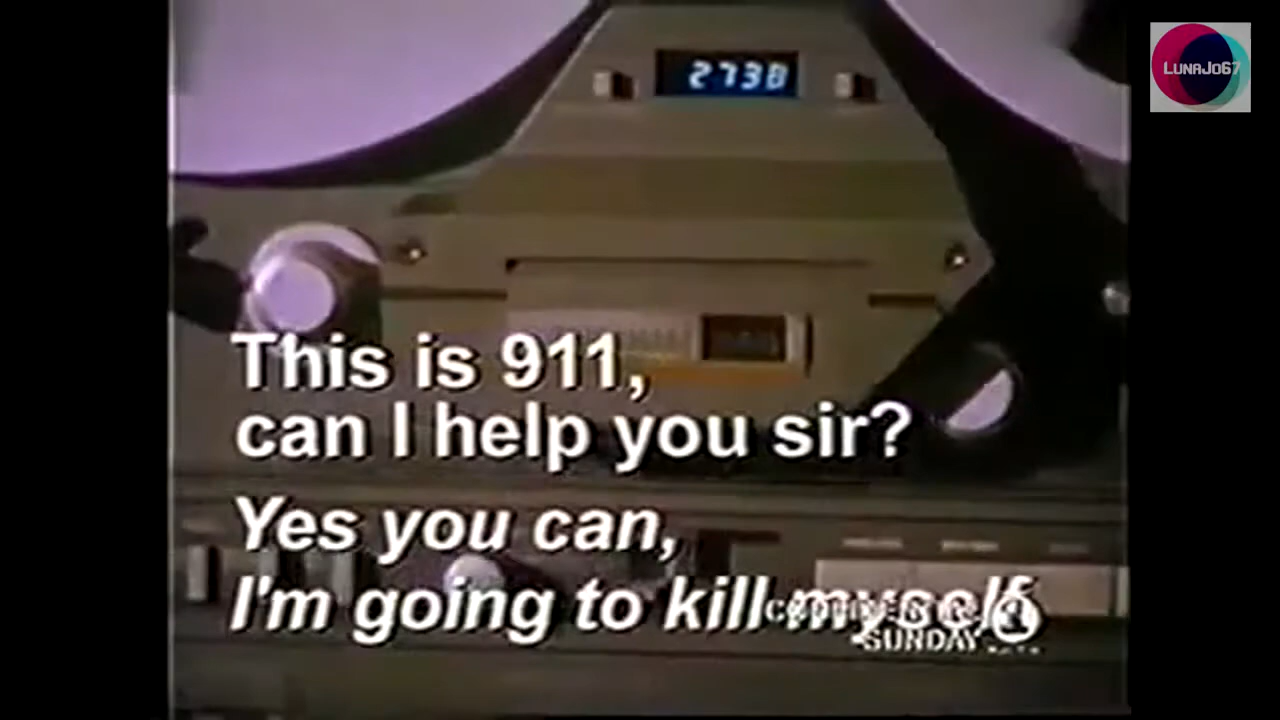 LUNAJO67
2738
This is 911,
can I help you sir?
Yes you can,
I'm going to kill myself
SUNDAY